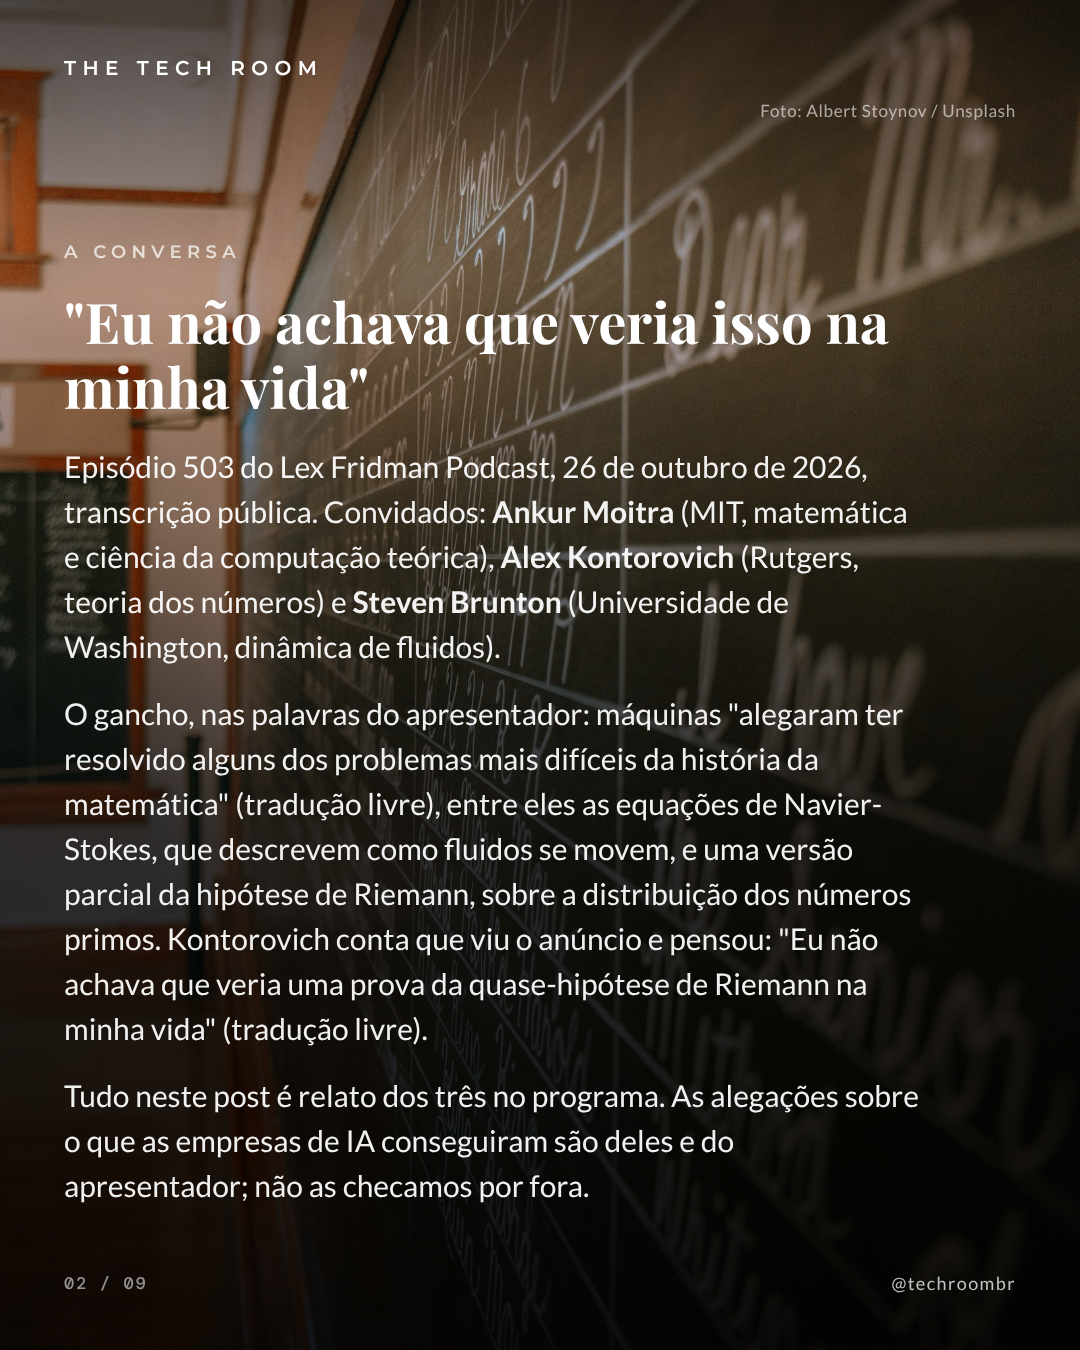 THE TECH ROOM
Foto: Albert Stoynov / Unsplash
A CONVERSA
"Eu não achava que veria isso na
minha vida"
Episódio 503 do Lex Fridman Podcast, 26 de outubro de 2026,
transcrição pública. Convidados: Ankur Moitra (MIT, matemática
e ciência da computação teórica), Alex Kontorovich (Rutgers,
teoria dos números) e Steven Brunton (Universidade de
Washington, dinâmica de fluidos).
O gancho, nas palavras do apresentador: máquinas "alegaram ter
resolvido alguns dos problemas mais difíceis da história da
matemática" (tradução livre), entre eles as equações de Navier-
Stokes, que descrevem como fluidos se movem, e uma versão
parcial da hipótese de Riemann, sobre a distribuição dos números
primos. Kontorovich conta que viu o anúncio e pensou: "Eu não
achava que veria uma prova da quase-hipótese de Riemann na
minha vida" (tradução livre).
Tudo neste post é relato dos três no programa. As alegações sobre
o que as empresas de IA conseguiram são deles e do
apresentador; não as checamos por fora.
02 / 09
@techroombr
Grade 6
Dear
I have